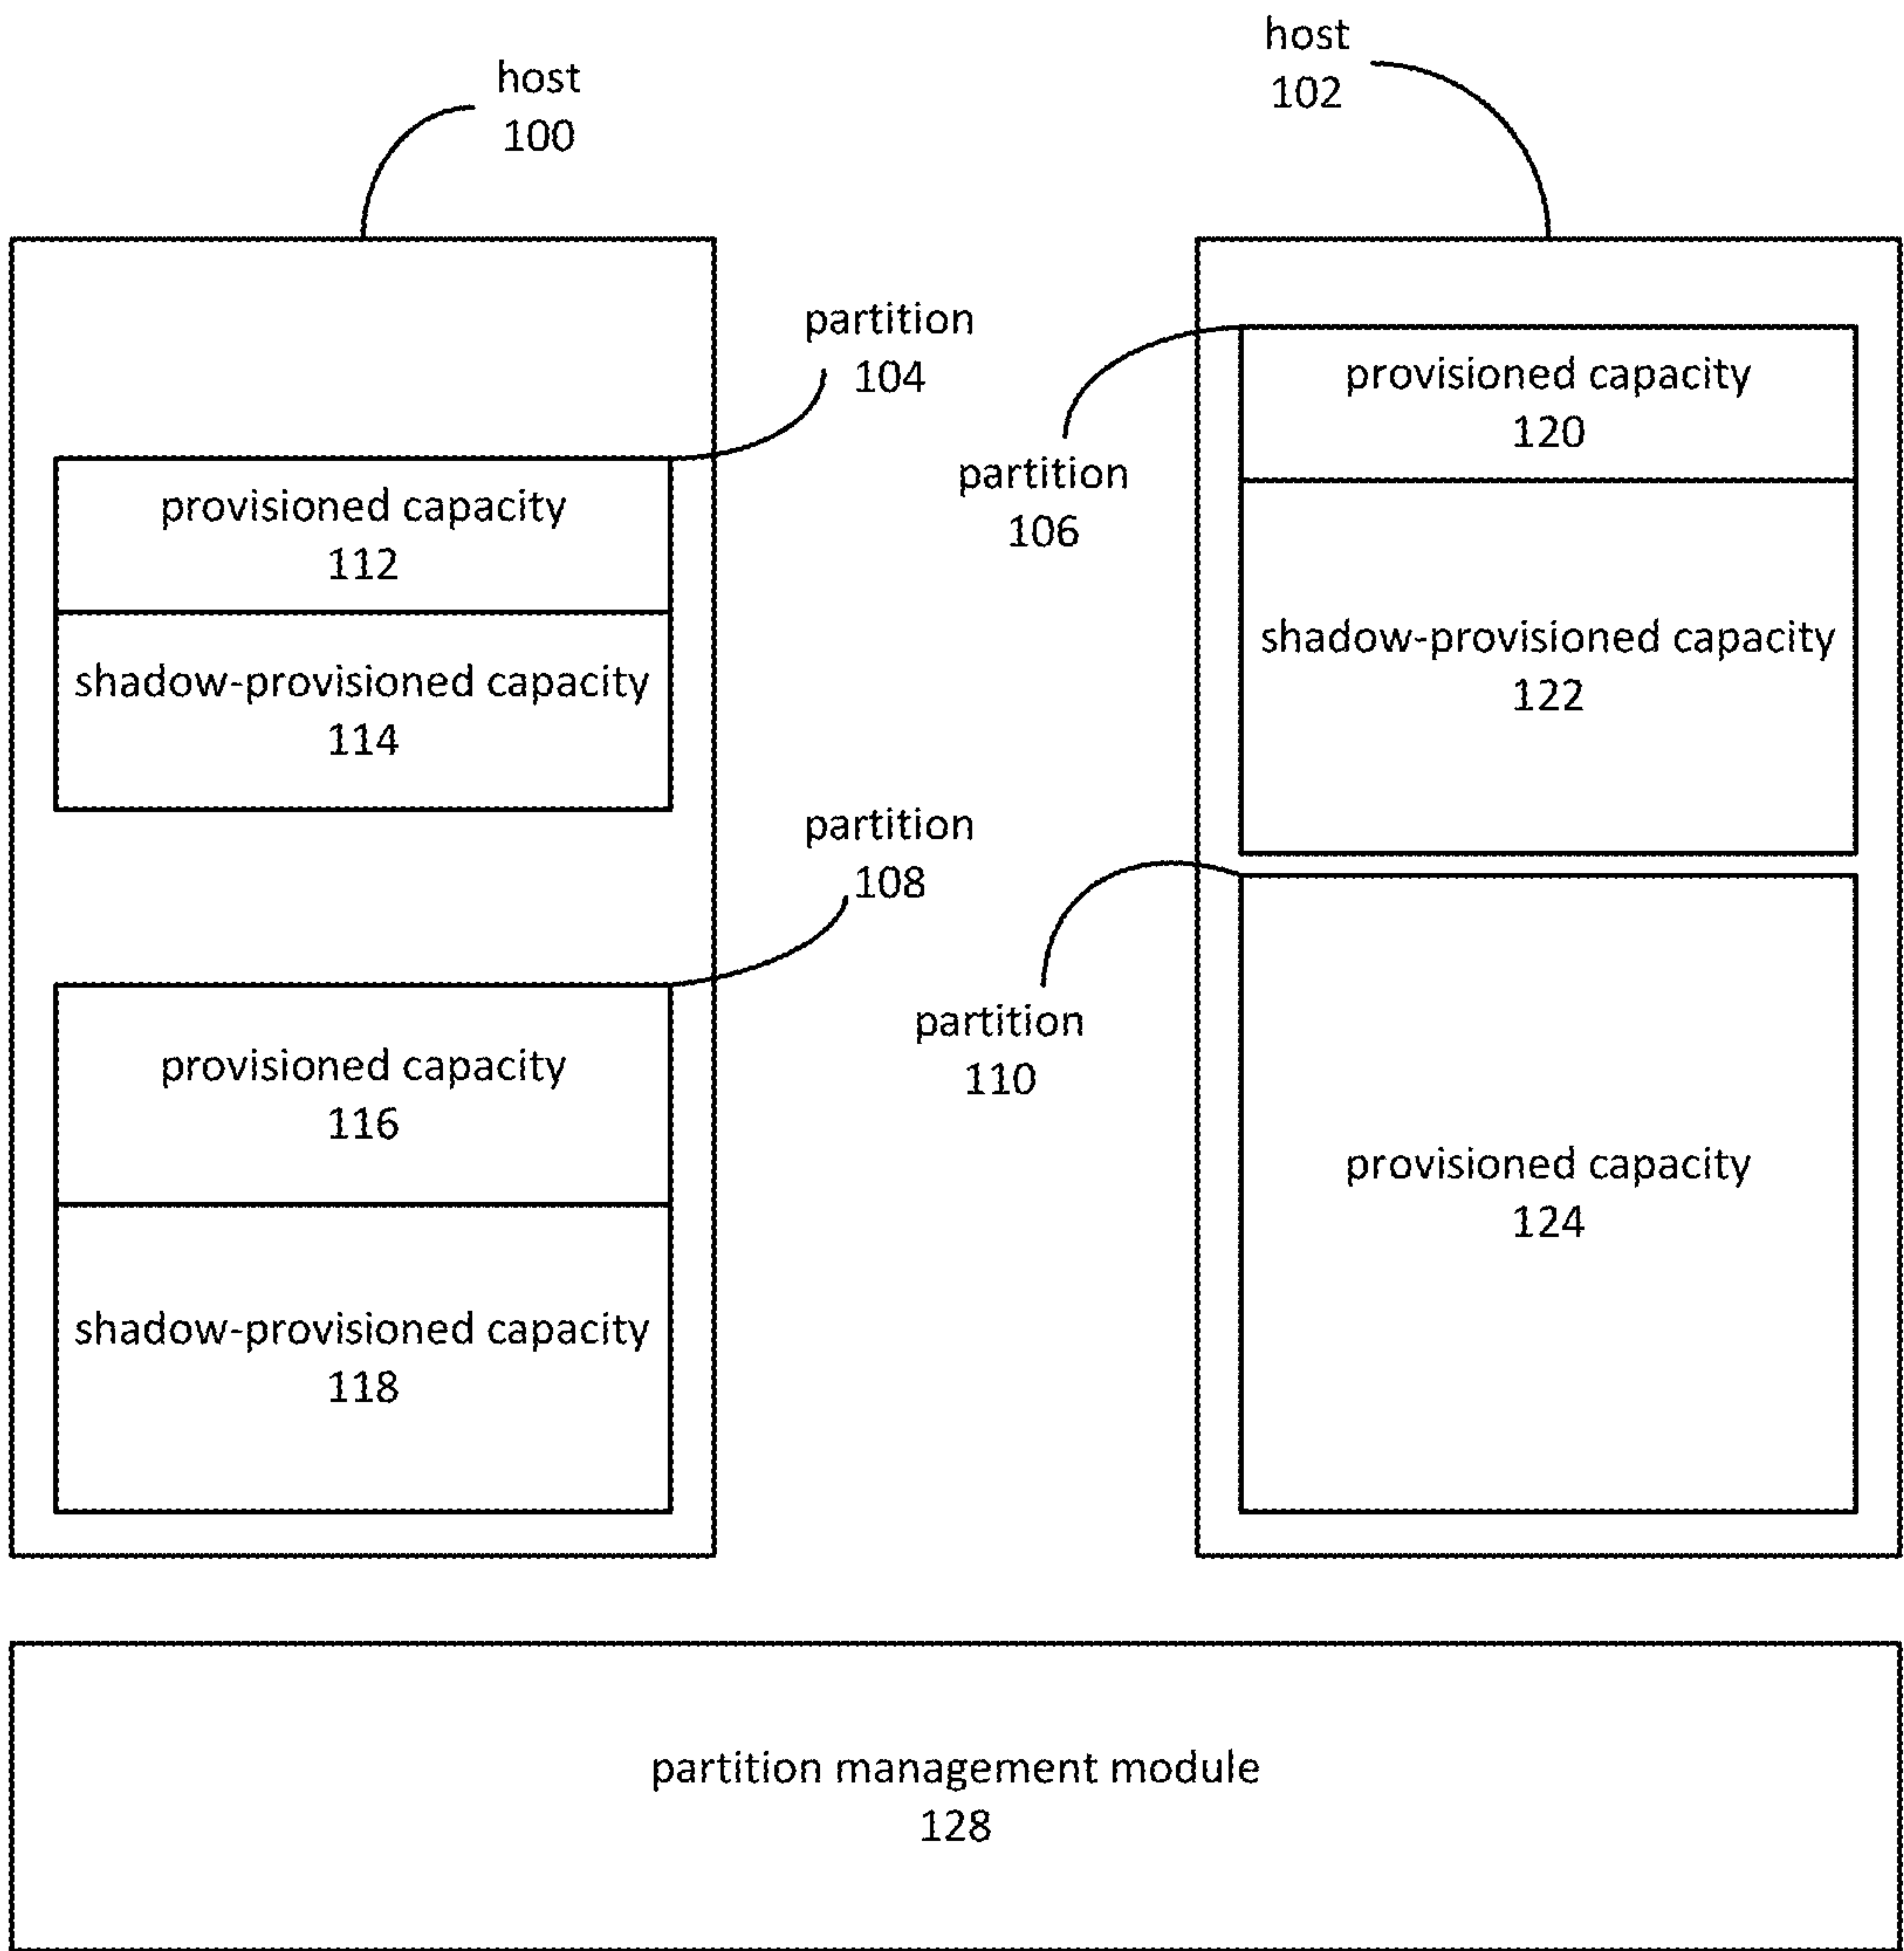 host
100
host
102
partition
104
provisioned capacity
112
shadow-provisioned capacity
114
partition
106
provisioned capacity
120
shadow-provisioned capacity
122
partition
108
provisioned capacity
116
shadow-provisioned capacity
118
partition
110
provisioned capacity
124
partition management module
128